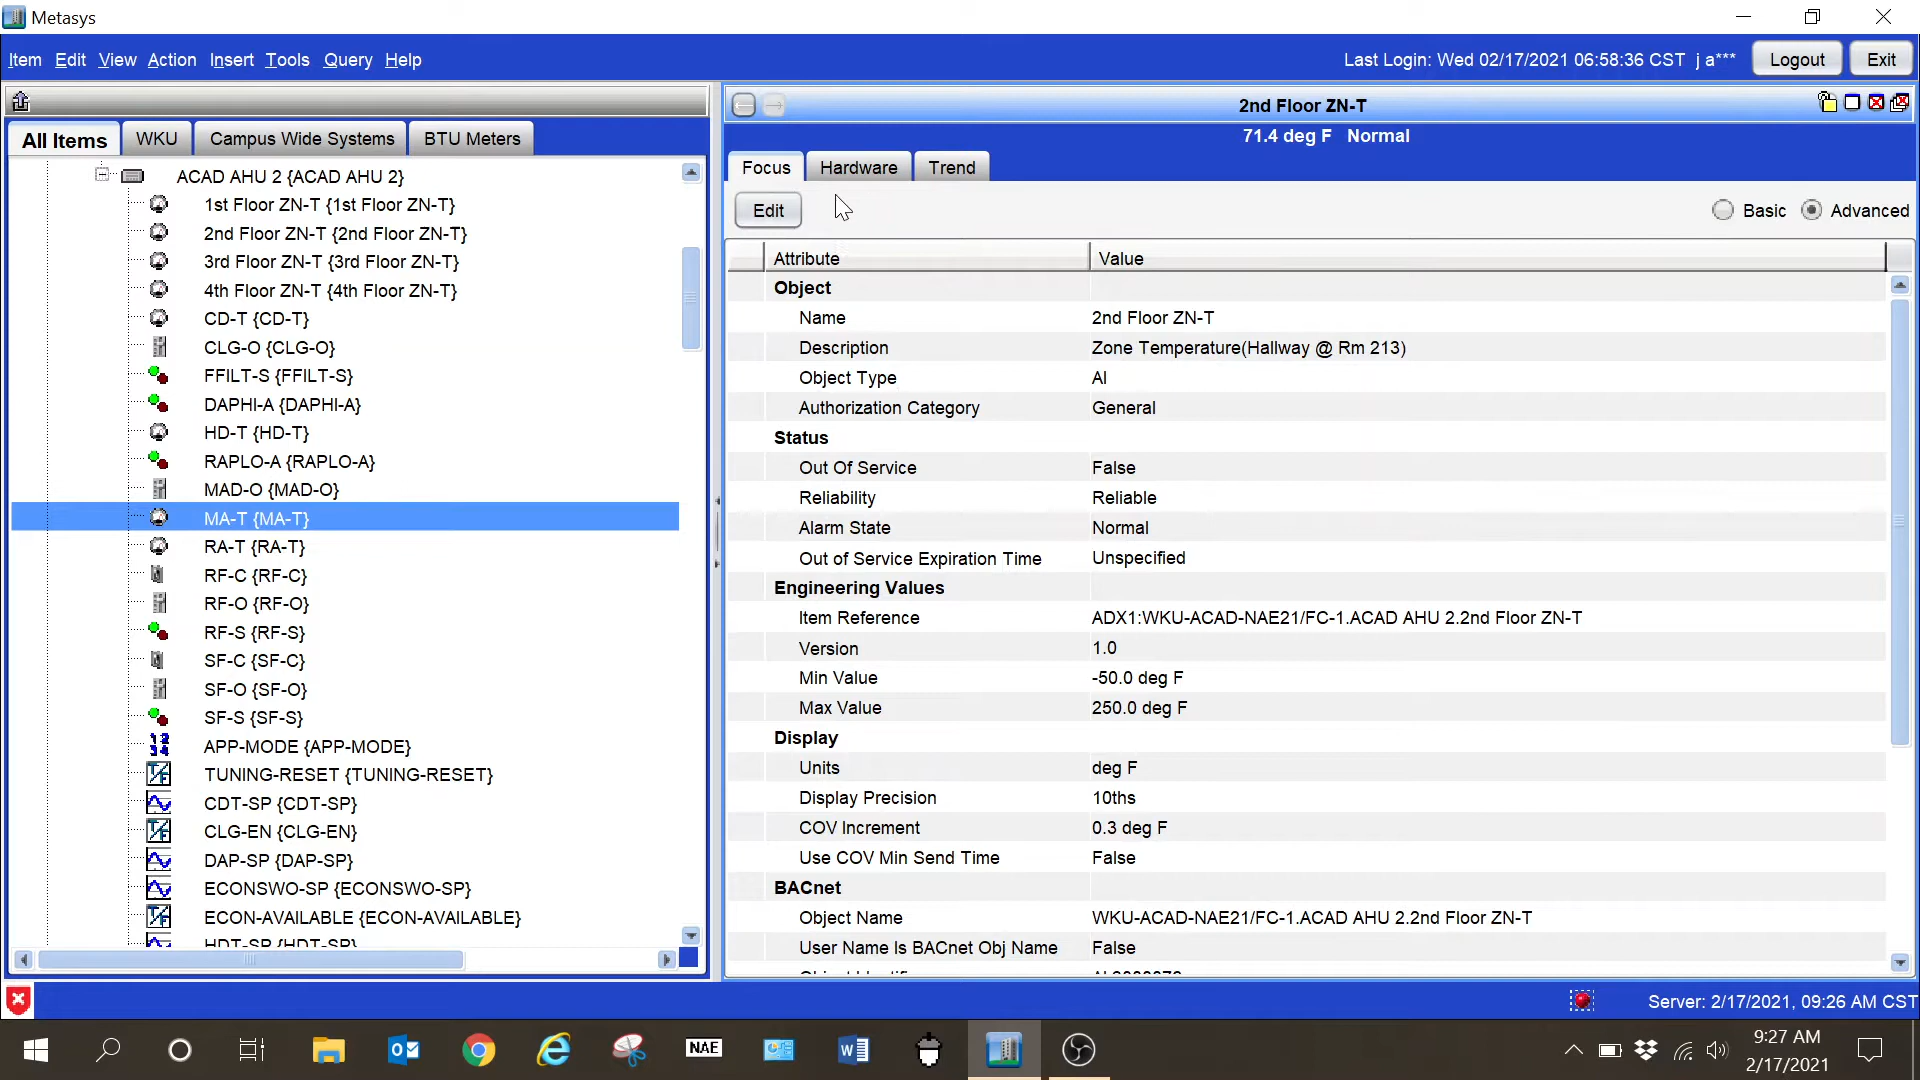 Metasys
Item Edit View Action Insert Tools Query Help
Last Login: Wed 02/17/2021 06:58:36 CST j a***
Logout
Exit
All Items
WKU
Campus Wide Systems
BTU Meters
ACAD AHU 2 {ACAD AHU 2}
1st Floor ZN-T {1st Floor ZN-T}
2nd Floor ZN-T {2nd Floor ZN-T}
3rd Floor ZN-T {3rd Floor ZN-T}
4th Floor ZN-T {4th Floor ZN-T}
CD-T {CD-T}
CLG-O {CLG-O}
FFILT-S {FFILT-S}
DAPHI-A {DAPHI-A}
HD-T {HD-T}
RAPLO-A {RAPLO-A}
MAD-O {MAD-O}
MA-T {MA-T}
RA-T {RA-T}
RF-C {RF-C}
RF-O {RF-O}
RF-S {RF-S}
SF-C {SF-C}
SF-O {SF-O}
SF-S {SF-S}
APP-MODE {APP-MODE}
TUNING-RESET {TUNING-RESET}
CDT-SP {CDT-SP}
CLG-EN {CLG-EN}
DAP-SP {DAP-SP}
ECONSWO-SP {ECONSWO-SP}
ECON-AVAILABLE {ECON-AVAILABLE}
HDT-SP {HDT-SP}
2nd Floor ZN-T
71.4 deg F Normal
Focus
Hardware
Trend
Edit
Basic
Advanced
Attribute Value
Object
Name 2nd Floor ZN-T
Description Zone Temperature(Hallway @ Rm 213)
Object Type AI
Authorization Category General
Status
Out Of Service False
Reliability Reliable
Alarm State Normal
Out of Service Expiration Time Unspecified
Engineering Values
Item Reference ADX1:WKU-ACAD-NAE21/FC-1.ACAD AHU 2.2nd Floor ZN-T
Version 1.0
Min Value -50.0 deg F
Max Value 250.0 deg F
Display
Units deg F
Display Precision 10ths
COV Increment 0.3 deg F
Use COV Min Send Time False
BACnet
Object Name WKU-ACAD-NAE21/FC-1.ACAD AHU 2.2nd Floor ZN-T
User Name Is BACnet Obj Name False
Server: 2/17/2021, 09:26 AM CST
NAE
9:27 AM
2/17/2021